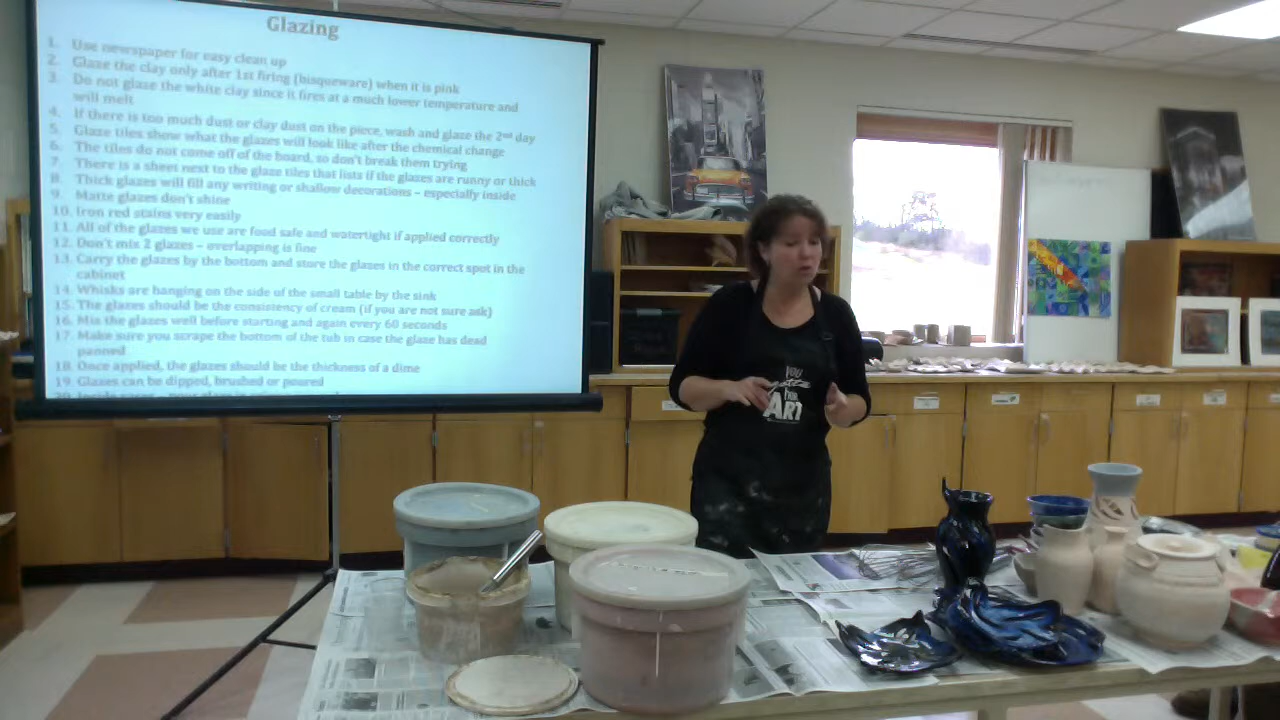 Glazing
1. Use newspaper for easy clean up
2. Glaze the clay only after 1st firing (bisqueware) when it is pink
3. Do not glaze the white clay since it fires at a much lower temperature and
will melt
4. If there is too much dust or clay dust on the piece, wash and glaze the 2nd day
5. Glaze tiles show what the glazes will look like after the chemical change
6. The tiles do not come off of the board, so don't break them trying
7. There is a sheet next to the glaze tiles that lists if the glazes are runny or thick
8. Thick glazes will fill any writing or shallow decorations – especially inside
9. Matte glazes don't shine
10. Iron red stains very easily
11. All of the glazes we use are food safe and watertight if applied correctly
12. Don't mix 2 glazes – overlapping is fine
13. Carry the glazes by the bottom and store the glazes in the correct spot in the
cabinet
14. Whisks are hanging on the side of the small table by the sink
15. The glazes should be the consistency of cream (if you are not sure ask)
16. Mix the glazes well before starting and again every 60 seconds
17. Make sure you scrape the bottom of the tub in case the glaze has dead
panned
18. Once applied, the glazes should be the thickness of a dime
19. Glazes can be dipped, brushed or poured
YOU
gotta
ART